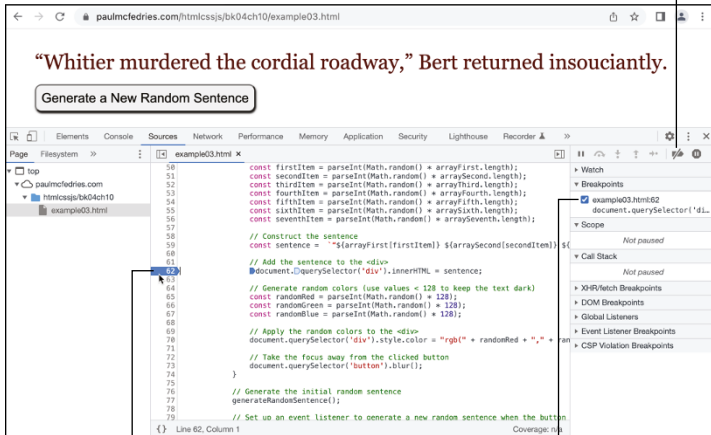 paulmcfedries.com/htmlcssjs/bk04ch10/example03.html
“Whitier murdered the cordial roadway,” Bert returned insouciantly.
Generate a New Random Sentence
Elements Console Sources Network Performance Memory Application Security Lighthouse Recorder »
Page Filesystem » example03.html ×
top
paulmcfedries.com
htmlcssjs/bk04ch10
example03.html
50 const firstItem = parseInt(Math.random() * arrayFirst.length);
51 const secondItem = parseInt(Math.random() * arraySecond.length);
52 const thirdItem = parseInt(Math.random() * arrayThird.length);
53 const fourthItem = parseInt(Math.random() * arrayFourth.length);
54 const fifthItem = parseInt(Math.random() * arrayFifth.length);
55 const sixthItem = parseInt(Math.random() * arraySixth.length);
56 const seventhItem = parseInt(Math.random() * arraySeventh.length);
57
58 // Construct the sentence
59 const sentence = `"${arrayFirst[firstItem]} ${arraySecond[secondItem]} ${
60
61 // Add the sentence to the <div>
62 document.querySelector('div').innerHTML = sentence;
63
64 // Generate random colors (use values < 128 to keep the text dark)
65 const randomRed = parseInt(Math.random() * 128);
66 const randomGreen = parseInt(Math.random() * 128);
67 const randomBlue = parseInt(Math.random() * 128);
68
69 // Apply the random colors to the <div>
70 document.querySelector('div').style.color = "rgb(" + randomRed + "," + ran
71
72 // Take the focus away from the clicked button
73 document.querySelector('button').blur();
74 }
75
76 // Generate the initial random sentence
77 generateRandomSentence();
78
79 // Set up an event listener to generate a new random sentence when the button
{} Line 62, Column 1 Coverage: n/a
Watch
Breakpoints
example03.html:62
document.querySelector('di…
Scope
Not paused
Call Stack
Not paused
XHR/fetch Breakpoints
DOM Breakpoints
Global Listeners
Event Listener Breakpoints
CSP Violation Breakpoints